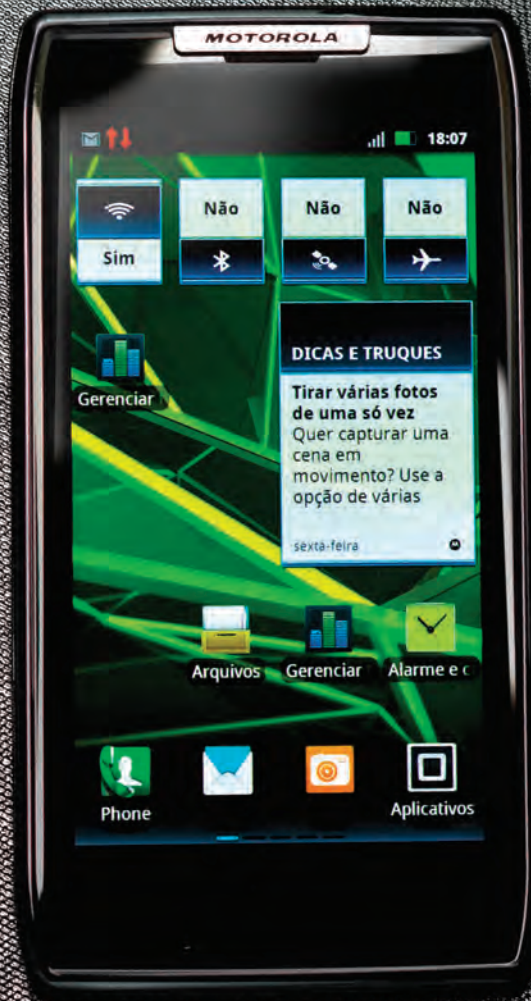 MOTOROLA
18:07
Não Não Não
Sim
DICAS E TRUQUES
Tirar várias fotos
de uma só vez
Quer capturar uma
cena em
movimento? Use a
opção de várias
sexta-feira
Gerenciar
Arquivos Gerenciar Alarme e c
Phone Aplicativos